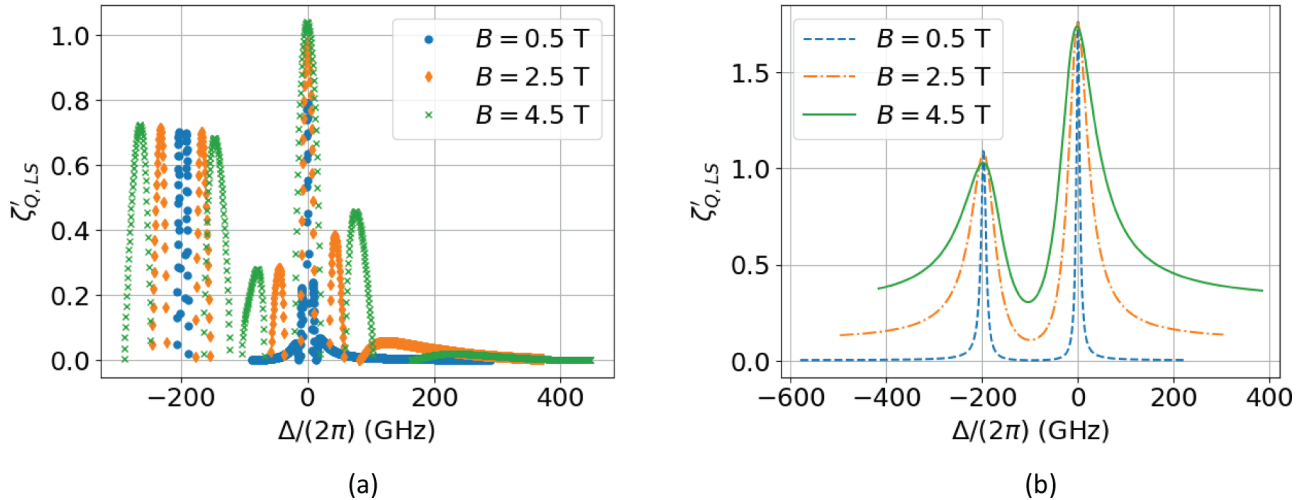 1.0
0.8
0.6
0.4
0.2
0.0
ζ′Q, LS
B = 0.5 T
B = 2.5 T
B = 4.5 T
−200 0 200 400
Δ/(2π) (GHz)
(a)
1.5
1.0
0.5
0.0
ζ′Q, LS
B = 0.5 T
B = 2.5 T
B = 4.5 T
−600 −400 −200 0 200 400
Δ/(2π) (GHz)
(b)